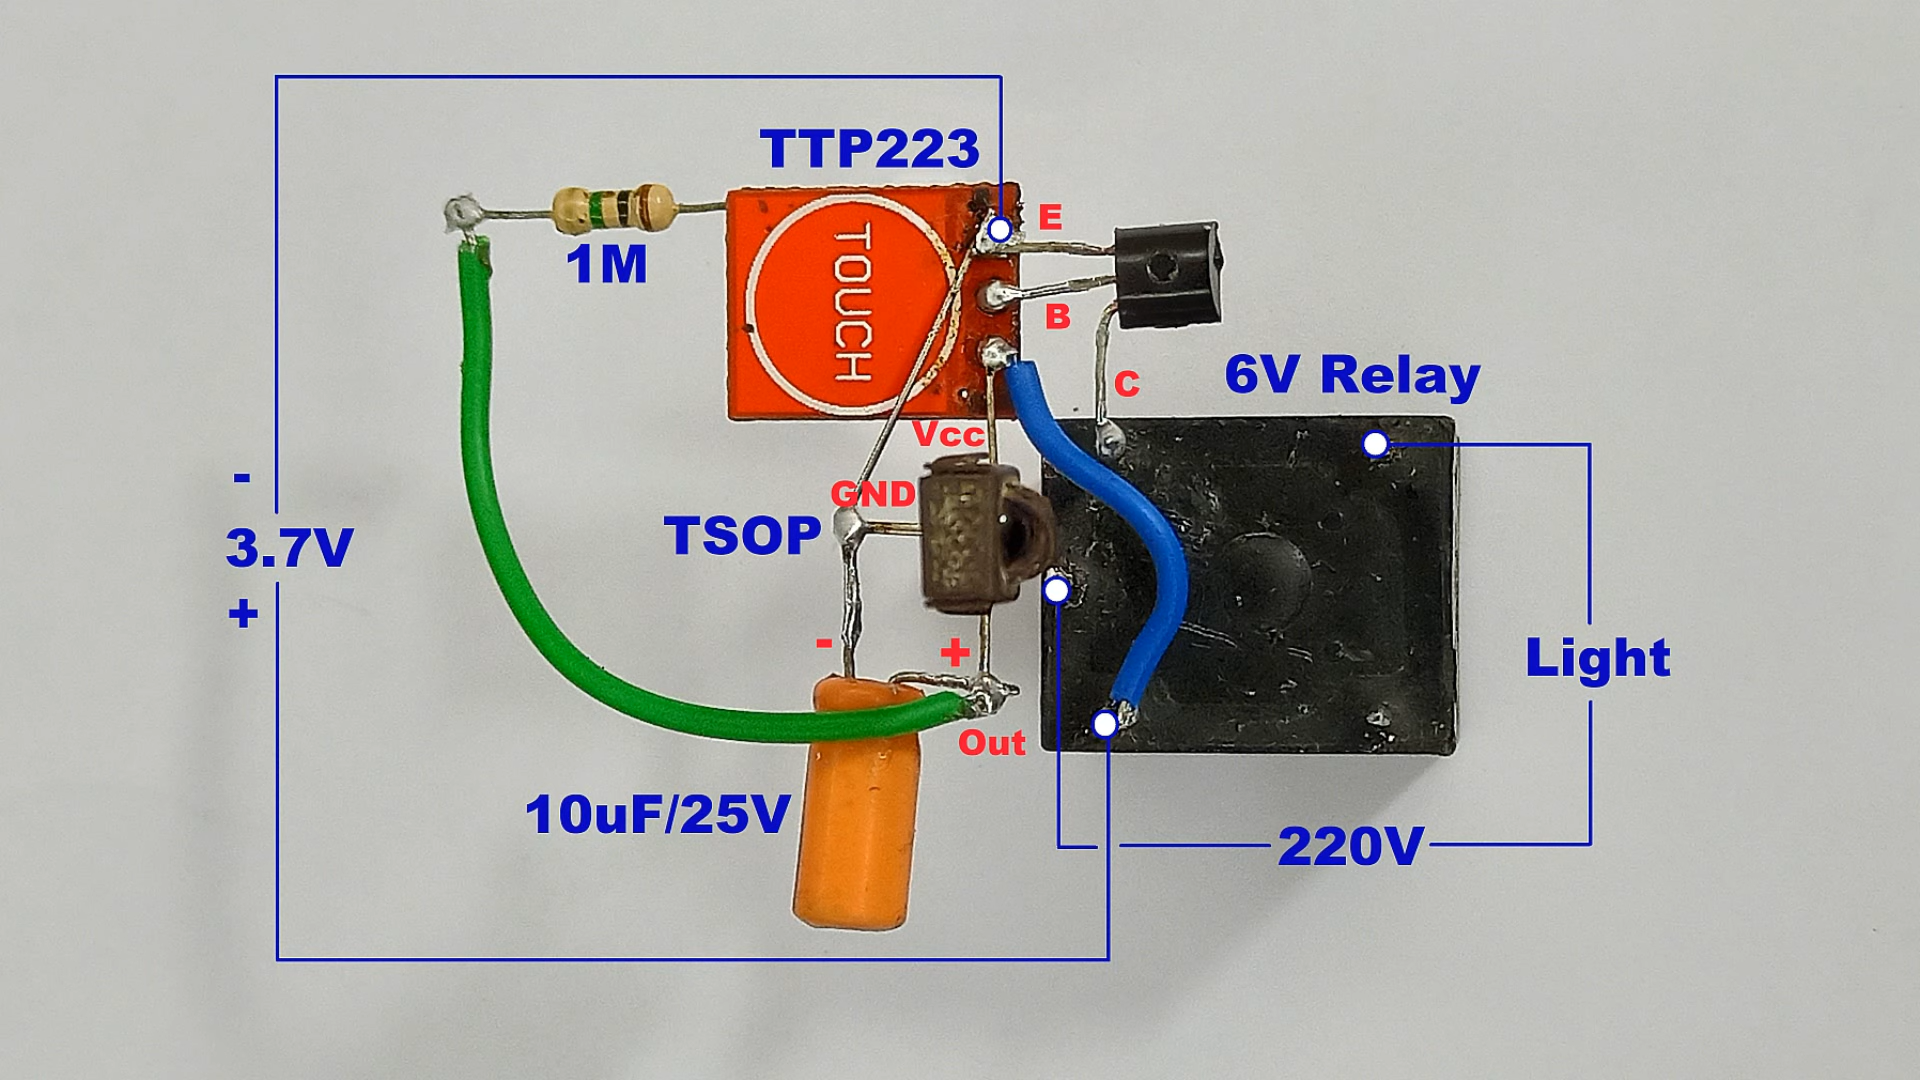 TTP223
E
TOUCH
1M
B
6V Relay
C
Vcc
-
GND
TSOP
3.7V
+
- +
Light
Out
10uF/25V
220V